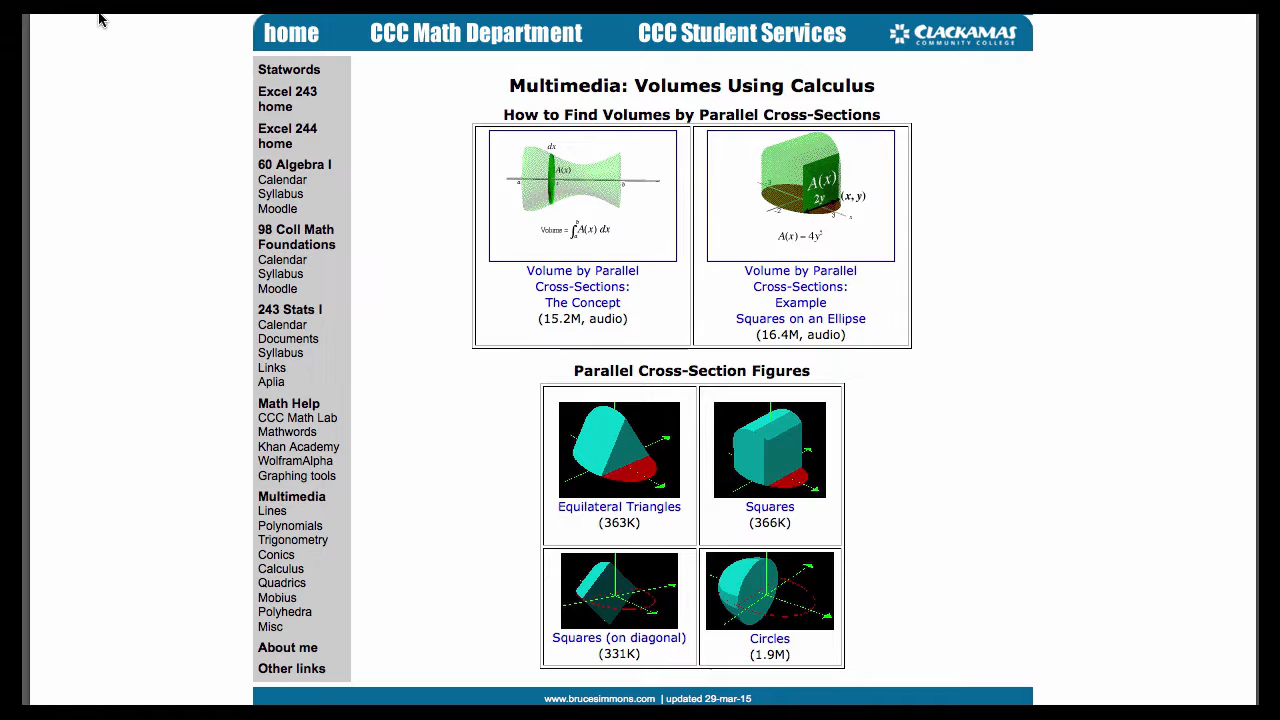 home
CCC Math Department
CCC Student Services
CLACKAMAS
COMMUNITY COLLEGE
Statwords
Excel 243
home
Excel 244
home
60 Algebra I
Calendar
Syllabus
Moodle
98 Coll Math
Foundations
Calendar
Syllabus
Moodle
243 Stats I
Calendar
Documents
Syllabus
Links
Aplia
Math Help
CCC Math Lab
Mathwords
Khan Academy
WolframAlpha
Graphing tools
Multimedia
Lines
Polynomials
Trigonometry
Conics
Calculus
Quadrics
Mobius
Polyhedra
Misc
About me
Other links
Multimedia: Volumes Using Calculus
How to Find Volumes by Parallel Cross-Sections
dx
A(x)
a
b
Volume = ∫ₐᵇ A(x) dx
Volume by Parallel
Cross-Sections:
The Concept
(15.2M, audio)
A(x)
2y
(x, y)
-2
3
x
A(x) = 4y²
Volume by Parallel
Cross-Sections:
Example
Squares on an Ellipse
(16.4M, audio)
Parallel Cross-Section Figures
Equilateral Triangles
(363K)
Squares
(366K)
Squares (on diagonal)
(331K)
Circles
(1.9M)
www.brucesimmons.com | updated 29-mar-15